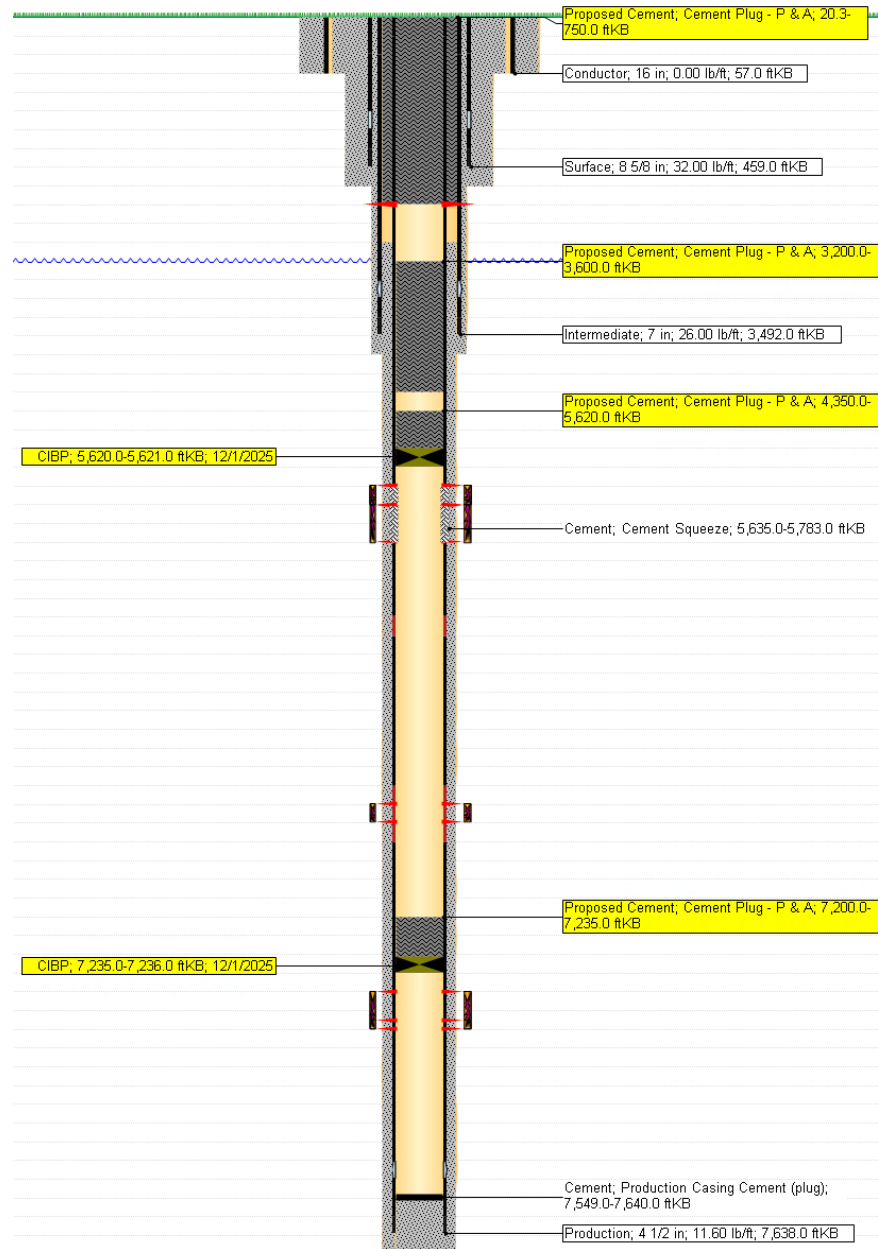 Proposed Cement; Cement Plug - P & A; 20.3-
750.0 ftKB
Conductor; 16 in; 0.00 lb/ft; 57.0 ftKB
Surface; 8 5/8 in; 32.00 lb/ft; 459.0 ftKB
Proposed Cement; Cement Plug - P & A; 3,200.0-
3,600.0 ftKB
Intermediate; 7 in; 26.00 lb/ft; 3,492.0 ftKB
Proposed Cement; Cement Plug - P & A; 4,350.0-
5,620.0 ftKB
CIBP; 5,620.0-5,621.0 ftKB; 12/1/2025
Cement; Cement Squeeze; 5,635.0-5,783.0 ftKB
Proposed Cement; Cement Plug - P & A; 7,200.0-
7,235.0 ftKB
CIBP; 7,235.0-7,236.0 ftKB; 12/1/2025
Cement; Production Casing Cement (plug);
7,549.0-7,640.0 ftKB
Production; 4 1/2 in; 11.60 lb/ft; 7,638.0 ftKB